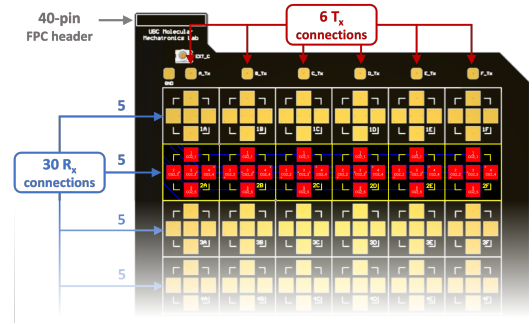 40-pin
FPC header
UBC Molecular
Mechatronics Lab
EXT_C
6 Tx
connections
GND
A_Tx
B_Tx
C_Tx
D_Tx
E_Tx
F_Tx
5
1A
1B
1C
1D
1E
1F
30 Rx
connections
5
2A
2B
2C
2D
2E
2F
5
3A
3B
3C
3D
3E
3F
5